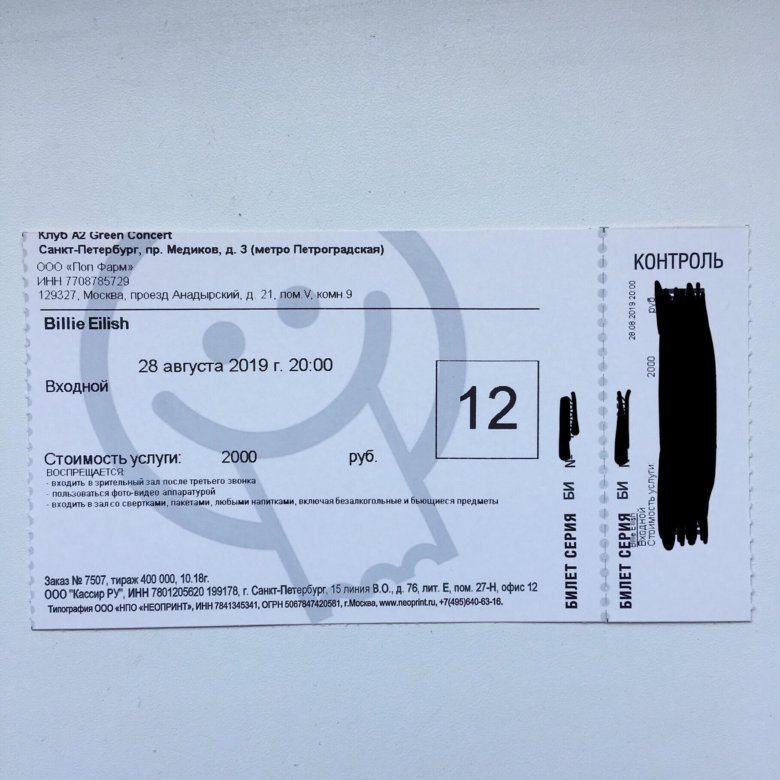 Клуб A2 Green Concert
Санкт-Петербург, пр. Медиков, д. 3 (метро Петроградская)
ООО «Поп Фарм»
ИНН 7708785729
129327, Москва, проезд Анадырский, д. 21, пом.V, комн 9
Billie Eilish
28 августа 2019 г. 20:00
Входной
12
Стоимость услуги: 2000 руб.
ВОСПРЕЩАЕТСЯ:
- входить в зрительный зал после третьего звонка
- пользоваться фото-видео аппаратурой
- входить в зал со свертками, пакетами, любыми напитками, включая безалкогольные и бьющиеся предметы
Заказ № 7507, тираж 400 000, 10.18г.
ООО "Кассир РУ", ИНН 7801205620 199178, г. Санкт-Петербург, 15 линия В.О., д. 76, лит. Е, пом. 27-Н, офис 12
Типография ООО «НПО «НЕОПРИНТ», ИНН 7841345341, ОГРН 5067847420581, г.Москва, www.neoprint.ru, +7(495)640-63-16.
БИЛЕТ СЕРИЯ БИ
КОНТРОЛЬ
БИЛЕТ СЕРИЯ БИ
Billie Eilish
28.08.2019 20:00
Входной
Стоимость услуги: 2000 руб